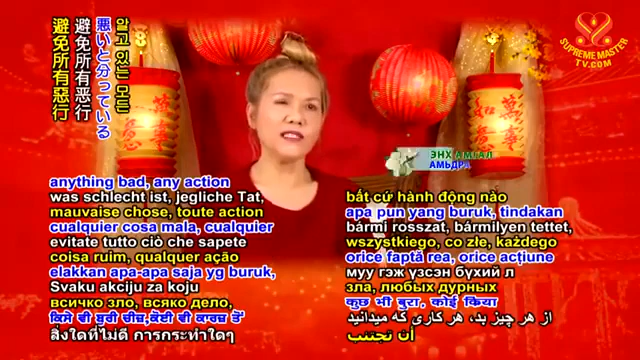 避免所有惡行
避免所有恶行
悪いと分っている
알고 있는 모든
SUPREME MASTER
TV.COM
ЭНХ АМГАЛ
АМЬДРА
anything bad, any action
was schlecht ist, jegliche Tat,
mauvaise chose, toute action
cualquier cosa mala, cualquier
evitate tutto ciò che sapete
coisa ruim, qualquer ação
elakkan apa-apa saja yg buruk,
Svaku akciju za koju
всичко зло, всяко дело,
ਕਿਸੇ ਵੀ ਬੁਰੀ ਚੀਜ਼,ਕੋਈ ਵੀ ਕਾਰਜ ਤੋਂ
สิ่งใดที่ไม่ดี การกระทำใดๆ
bất cứ hành động nào
apa pun yang buruk, tindakan
bármi rosszat, bármilyen tettet,
wszystkiego, co złe, każdego
orice faptă rea, orice acțiune
муу гэж үзсэн бүхий л
зла, любых дурных
कुछ भी बुरा, कोई क्रिया
از هر چیز بد، هر کاری که میدانید
أن تجتنب